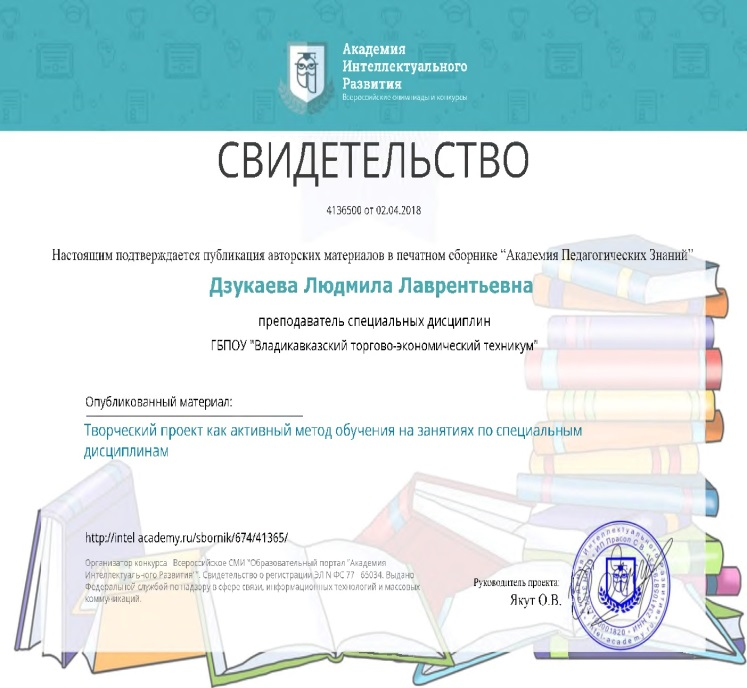 Академия
Интеллектуального
Развития
Всероссийские олимпиады и конкурсы
СВИДЕТЕЛЬСТВО
4136500 от 02.04.2018
Настоящим подтверждается публикация авторских материалов в печатном сборнике “Академия Педагогических Знаний”
Дзукаева Людмила Лаврентьевна
преподаватель специальных дисциплин
ГБПОУ "Владикавказский торгово-экономический техникум"
Опубликованный материал:
Творческий проект как активный метод обучения на занятиях по специальным
дисциплинам
http://intel academy.ru/sbornik/674/41365/
Организатор конкурса Всероссийское СМИ "Образовательный портал "Академия
Интеллектуаль-ного Развития"". Свидетельство о регистрации ЭЛ N ФС 77 65034. Выдано
Федеральной службой по надзору в сфере связи, информационных технологий и массовых
коммуникаций.
Руководитель проекта:
Якут О.В.